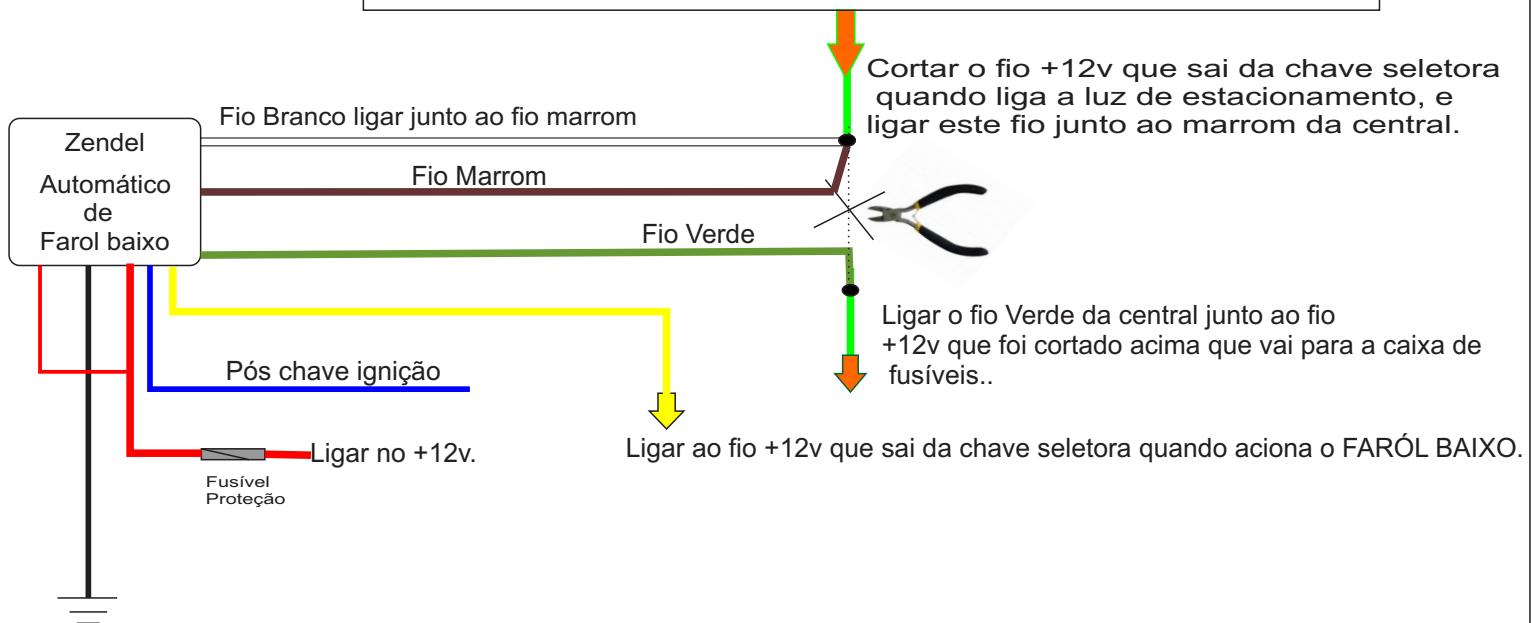 Cortar o fio +12v que sai da chave seletora
quando liga a luz de estacionamento, e
ligar este fio junto ao marrom da central.
Fio Branco ligar junto ao fio marrom
Zendel
Automático
de
Farol baixo
Fio Marrom
Fio Verde
Ligar o fio Verde da central junto ao fio
+12v que foi cortado acima que vai para a caixa de
fusíveis..
Pós chave ignição
Ligar ao fio +12v que sai da chave seletora quando aciona o FARÓL BAIXO.
Ligar no +12v.
Fusível
Proteção